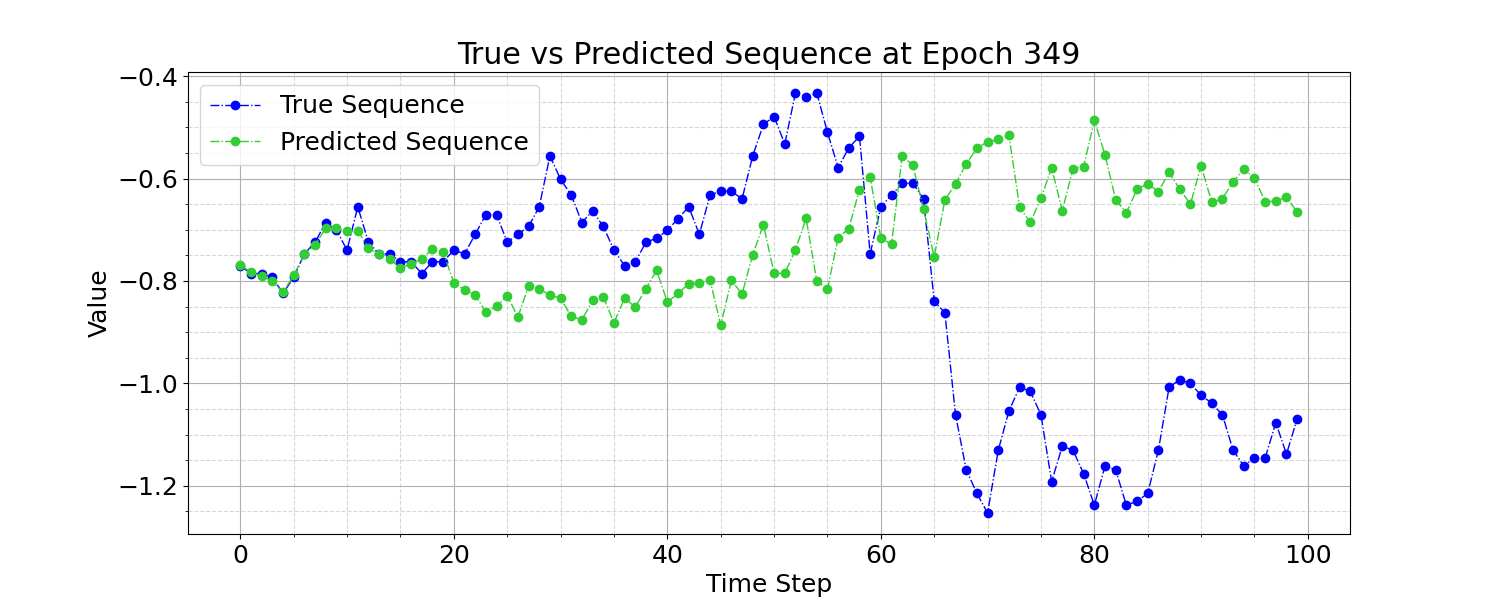 True vs Predicted Sequence at Epoch 349
True Sequence
Predicted Sequence
−0.4
−0.6
−0.8
−1.0
−1.2
Value
0 20 40 60 80 100
Time Step